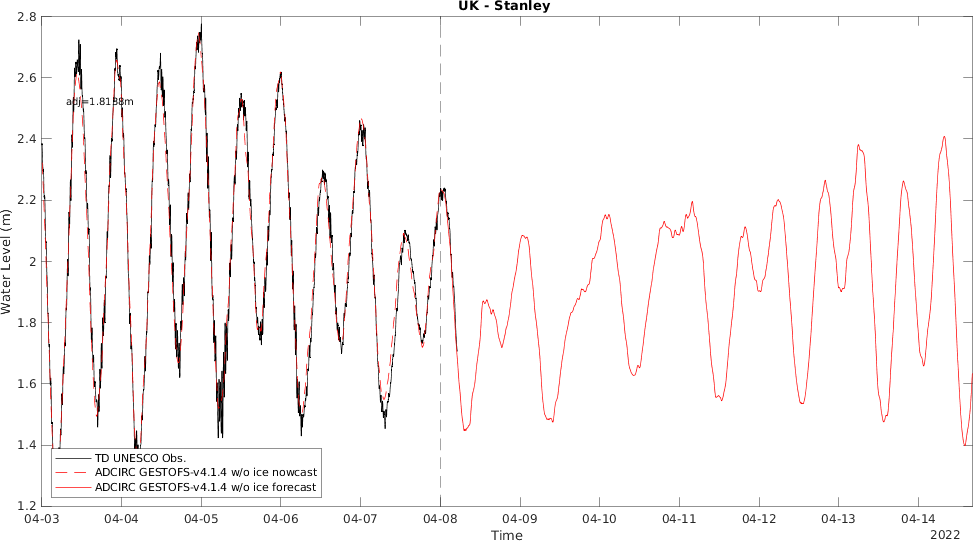 UK - Stanley
2.8
2.6
adj=1.8138m
2.4
2.2
2
1.8
1.6
1.4
1.2
Water Level (m)
TD UNESCO Obs.
ADCIRC GESTOFS-v4.1.4 w/o ice nowcast
ADCIRC GESTOFS-v4.1.4 w/o ice forecast
04-03 04-04 04-05 04-06 04-07 04-08 04-09 04-10 04-11 04-12 04-13 04-14
Time
2022